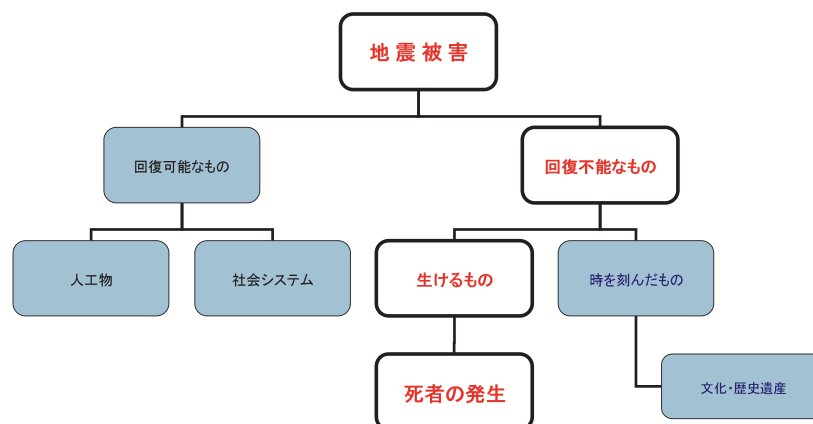 地震被害
回復可能なもの
回復不能なもの
人工物
社会システム
生けるもの
時を刻んだもの
死者の発生
文化・歴史遺産